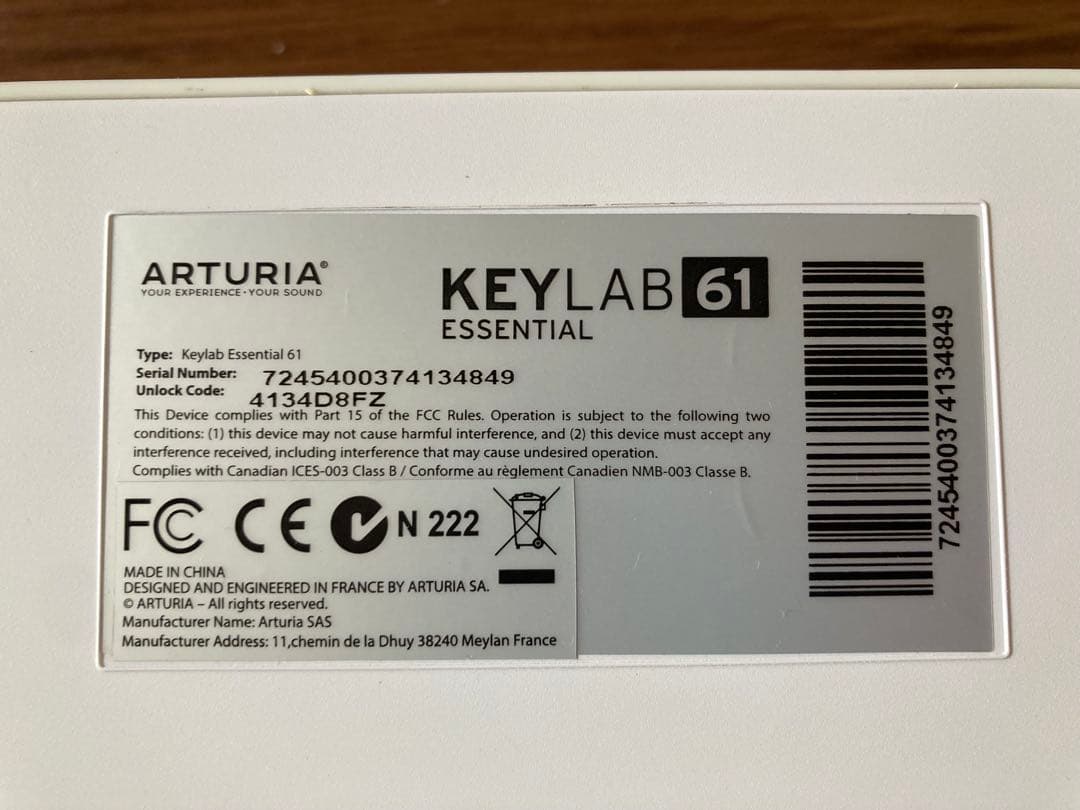 ARTURIA®
YOUR EXPERIENCE • YOUR SOUND
KEYLAB 61
ESSENTIAL
Type: Keylab Essential 61
Serial Number: 7245400374134849
Unlock Code: 4134D8FZ
This Device complies with Part 15 of the FCC Rules. Operation is subject to the following two
conditions: (1) this device may not cause harmful interference, and (2) this device must accept any
interference received, including interference that may cause undesired operation.
Complies with Canadian ICES-003 Class B / Conforme au règlement Canadien NMB-003 Classe B.
FC CE N 222
MADE IN CHINA
DESIGNED AND ENGINEERED IN FRANCE BY ARTURIA SA.
© ARTURIA – All rights reserved.
Manufacturer Name: Arturia SAS
Manufacturer Address: 11,chemin de la Dhuy 38240 Meylan France
7245400374134849